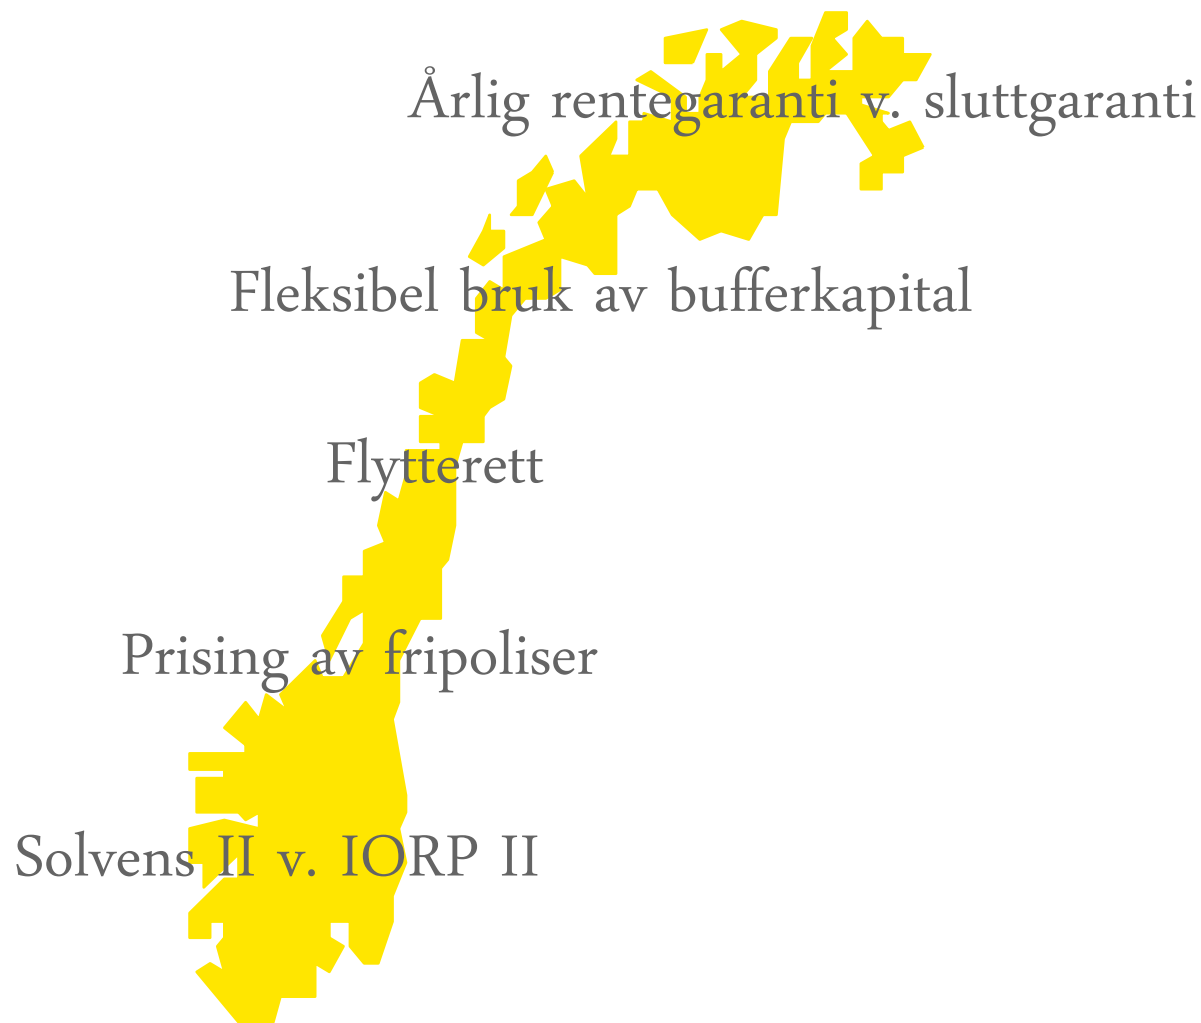 Årlig rentegaranti v. sluttgaranti
Fleksibel bruk av bufferkapital
Flytterett
Prising av fripoliser
Solvens II v. IORP II